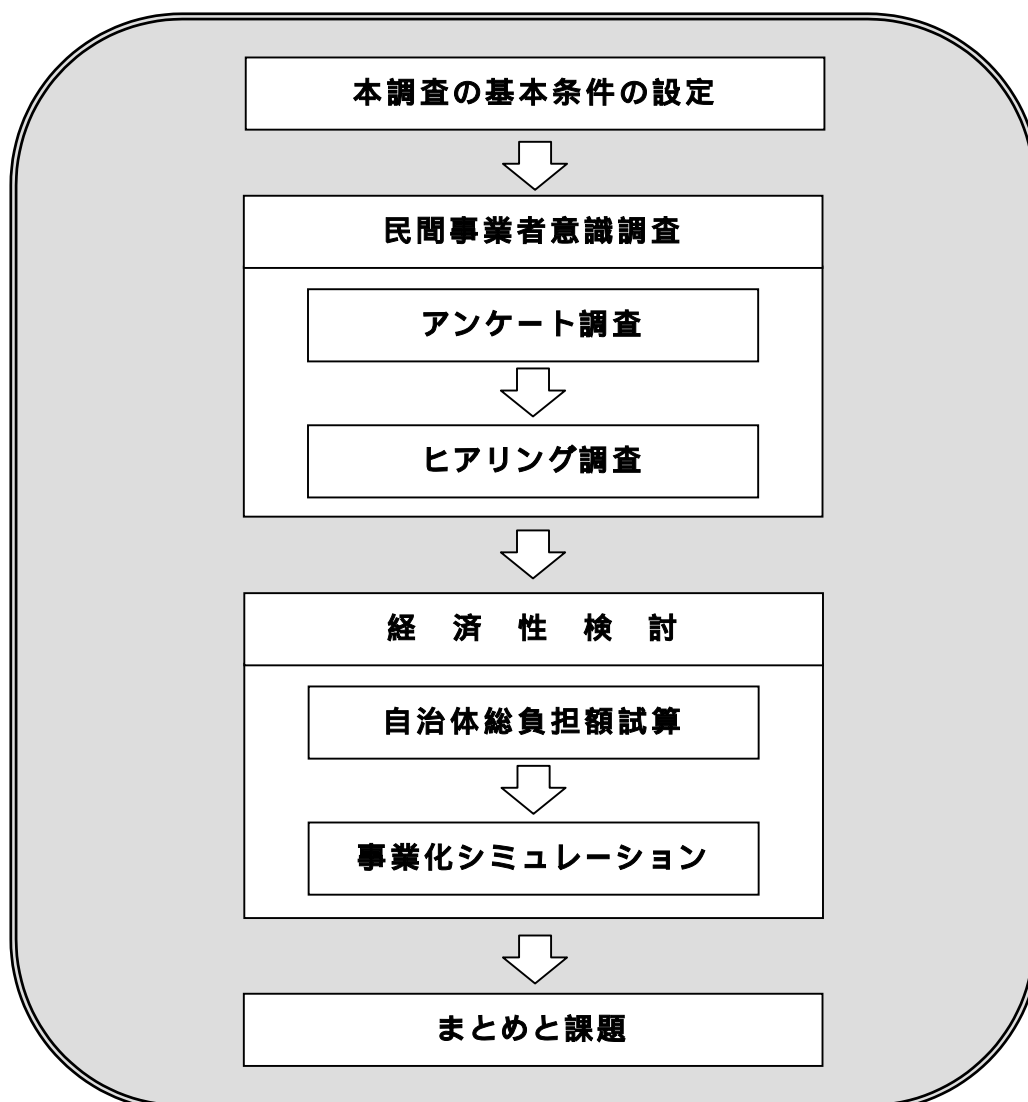 本調査の基本条件の設定
民間事業者意識調査
アンケート調査
ヒアリング調査
経　済　性　検　討
自治体総負担額試算
事業化シミュレーション
まとめと課題